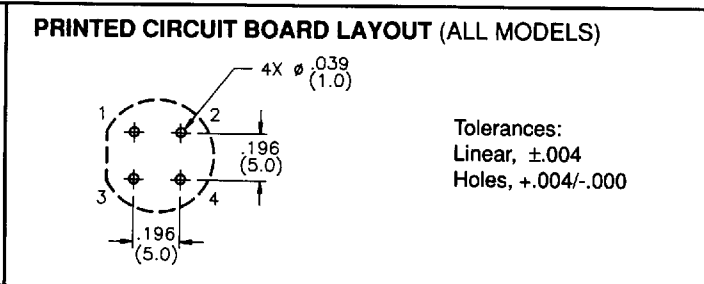 PRINTED CIRCUIT BOARD LAYOUT (ALL MODELS)
4X ø .039
(1.0)
1
2
.196
(5.0)
3
4
.196
(5.0)
Tolerances:
Linear, ±.004
Holes, +.004/-.000